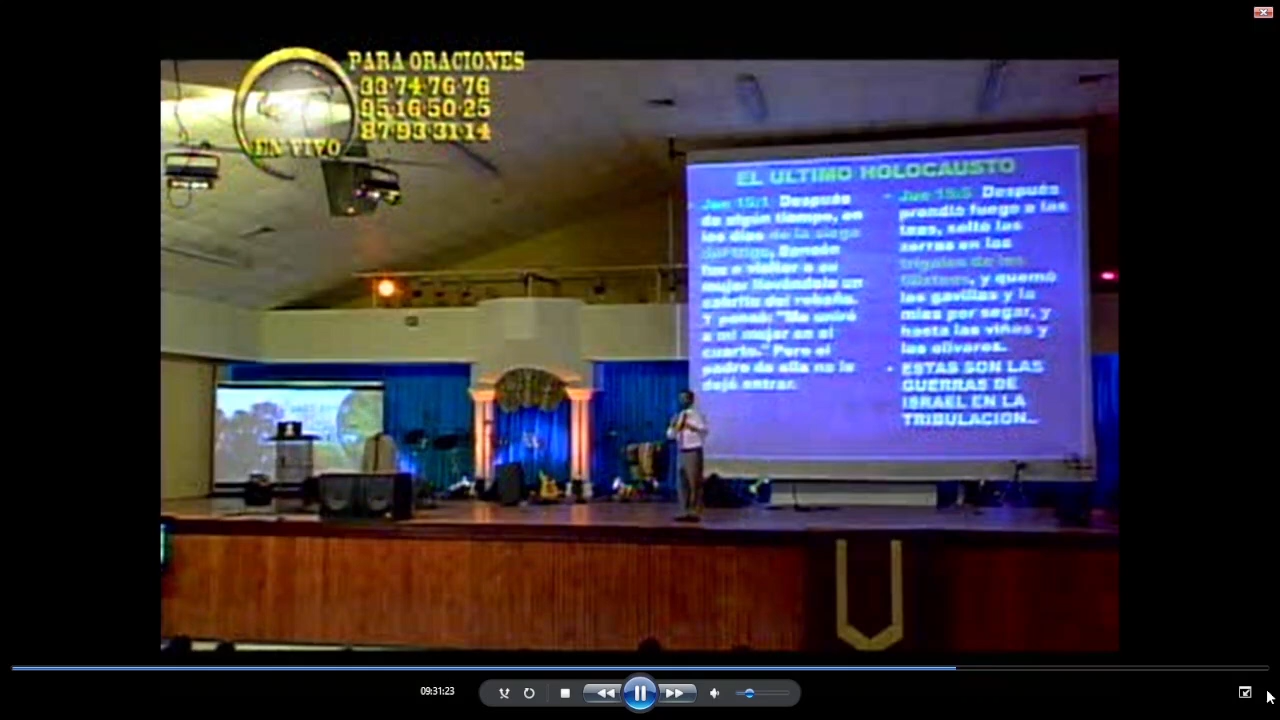 PARA ORACIONES
33·74·76·76
95·16·50·25
87·93·31·14
EN VIVO
EL ULTIMO HOLOCAUSTO
Jue 15:1 Después
de algún tiempo, en
los días de la siega
del trigo, Sansón
fue a visitar a su
mujer llevándole un
cabrito del rebaño.
Y pensó: "Me uniré
a mi mujer en el
cuarto." Pero el
padre de ella no le
dejó entrar.
Jue 15:5 Después
prendió fuego a las
teas, soltó las
zorras en los
trigales de los
filisteos, y quemó
las gavillas y la
mies por segar, y
hasta las viñas y
los olivares.
• ESTAS SON LAS
GUERRAS DE
ISRAEL EN LA
TRIBULACION...
09:31:23